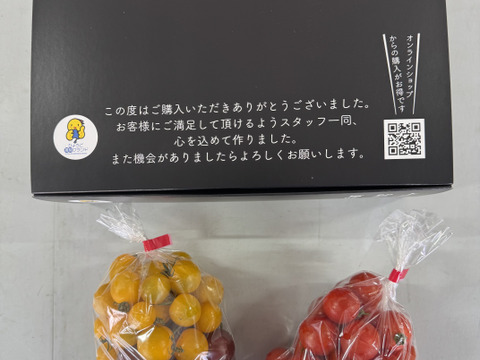 オンラインショップ
からの購入がお得です
この度はご購入いただきありがとうございました。
お客様にご満足して頂けるようスタッフ一同、
心を込めて作りました。
また機会がありましたらよろしくお願いします。